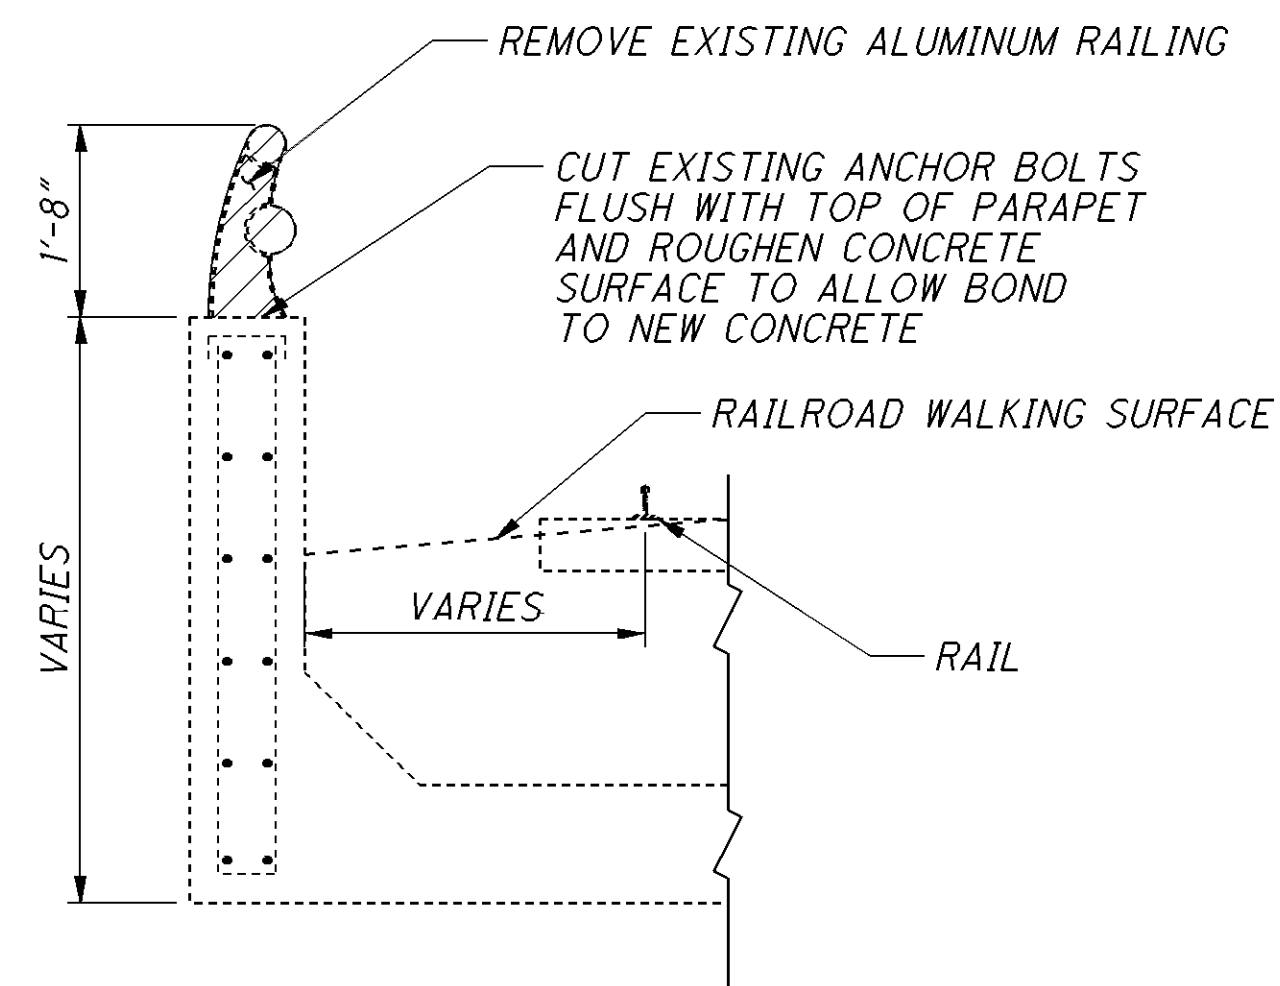 REMOVE EXISTING ALUMINUM RAILING
1'-8"
CUT EXISTING ANCHOR BOLTS
FLUSH WITH TOP OF PARAPET
AND ROUGHEN CONCRETE
SURFACE TO ALLOW BOND
TO NEW CONCRETE
RAILROAD WALKING SURFACE
VARIES
VARIES
RAIL